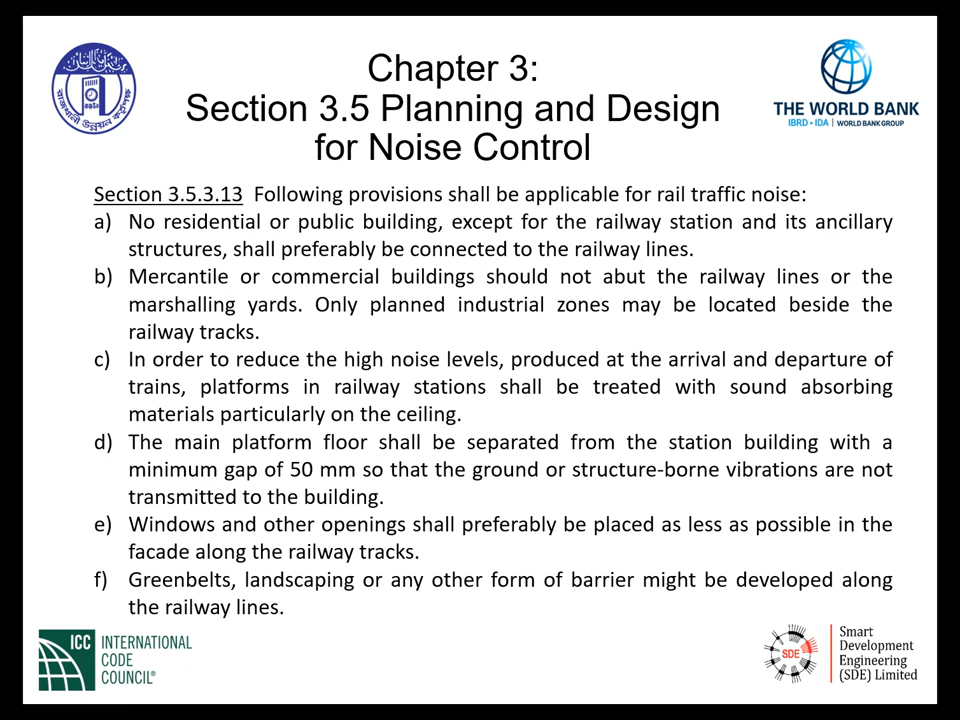 Chapter 3:
Section 3.5 Planning and Design
for Noise Control
THE WORLD BANK
IBRD • IDA | WORLD BANK GROUP
Section 3.5.3.13 Following provisions shall be applicable for rail traffic noise:
a) No residential or public building, except for the railway station and its ancillary
structures, shall preferably be connected to the railway lines.
b) Mercantile or commercial buildings should not abut the railway lines or the
marshalling yards. Only planned industrial zones may be located beside the
railway tracks.
c) In order to reduce the high noise levels, produced at the arrival and departure of
trains, platforms in railway stations shall be treated with sound absorbing
materials particularly on the ceiling.
d) The main platform floor shall be separated from the station building with a
minimum gap of 50 mm so that the ground or structure-borne vibrations are not
transmitted to the building.
e) Windows and other openings shall preferably be placed as less as possible in the
facade along the railway tracks.
f) Greenbelts, landscaping or any other form of barrier might be developed along
the railway lines.
ICC INTERNATIONAL
CODE
COUNCIL®
SDE
Smart
Development
Engineering
(SDE) Limited